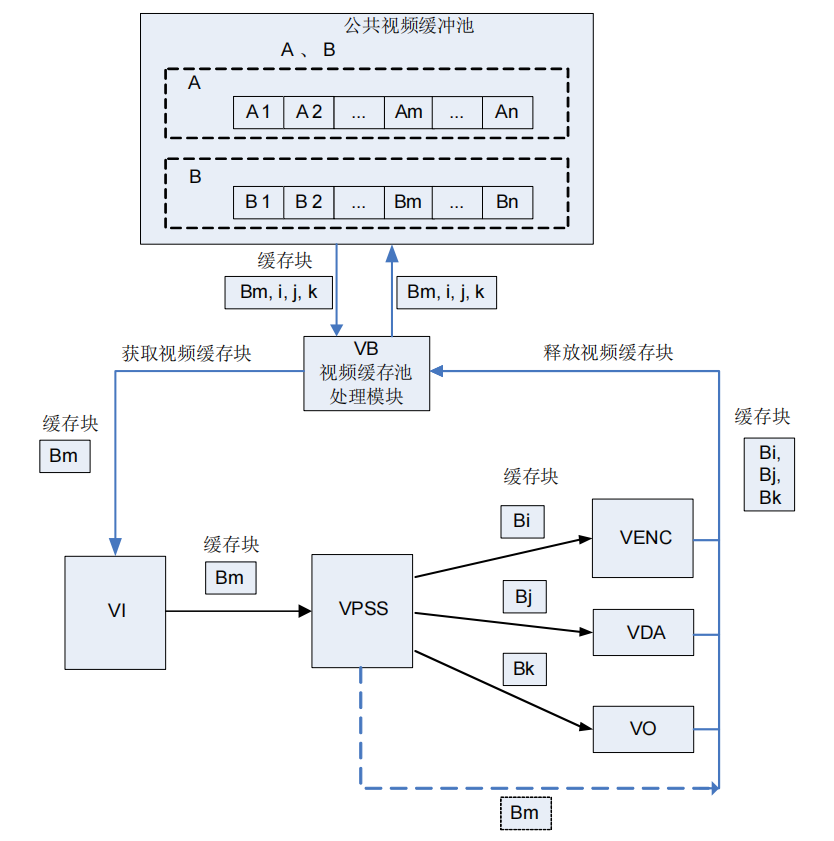 公共视频缓冲池
A 、 B
A
A 1 A 2 ... Am ... An
B
B 1 B 2 ... Bm ... Bn
缓存块
Bm, i, j, k
Bm, i, j, k
VB
视频缓存池
处理模块
获取视频缓存块
释放视频缓存块
缓存块
Bm
缓存块
Bi,
Bj,
Bk
缓存块
Bi
缓存块
Bm
VI
VPSS
VENC
Bj
VDA
Bk
VO
Bm